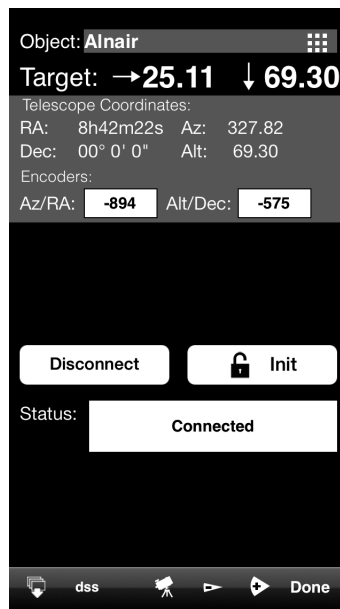 Object: Alnair
Target: →25.11 ↓ 69.30
Telescope Coordinates:
RA: 8h42m22s Az: 327.82
Dec: 00° 0' 0" Alt: 69.30
Encoders:
Az/RA: -894 Alt/Dec: -575
Disconnect Init
Status: Connected
dss Done